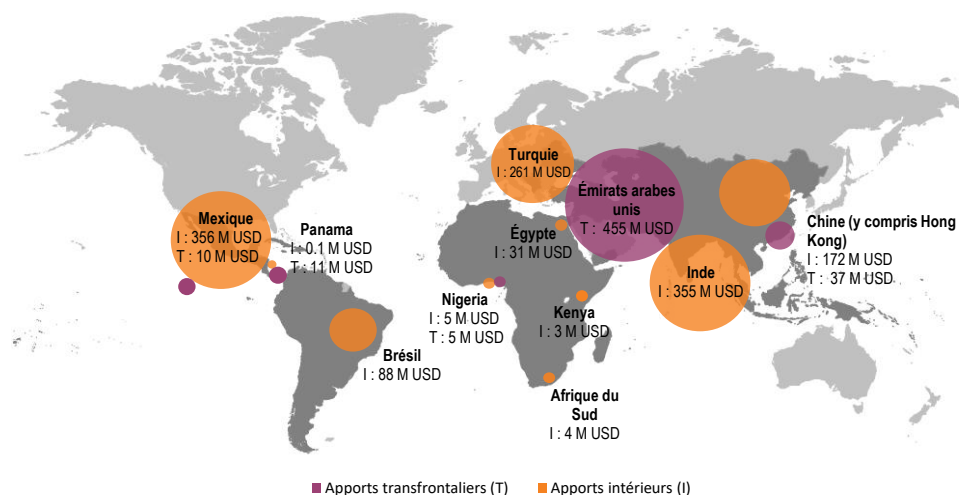 Mexique
I : 356 M USD
T : 10 M USD
Panama
I : 0.1 M USD
T : 11 M USD
Brésil
I : 88 M USD
Turquie
I : 261 M USD
Émirats arabes
unis
T : 455 M USD
Égypte
I : 31 M USD
Nigeria
I : 5 M USD
T : 5 M USD
Kenya
I : 3 M USD
Afrique du
Sud
I : 4 M USD
Inde
I : 355 M USD
Chine (y compris Hong
Kong)
I : 172 M USD
T : 37 M USD
Apports transfrontaliers (T)
Apports intérieurs (I)